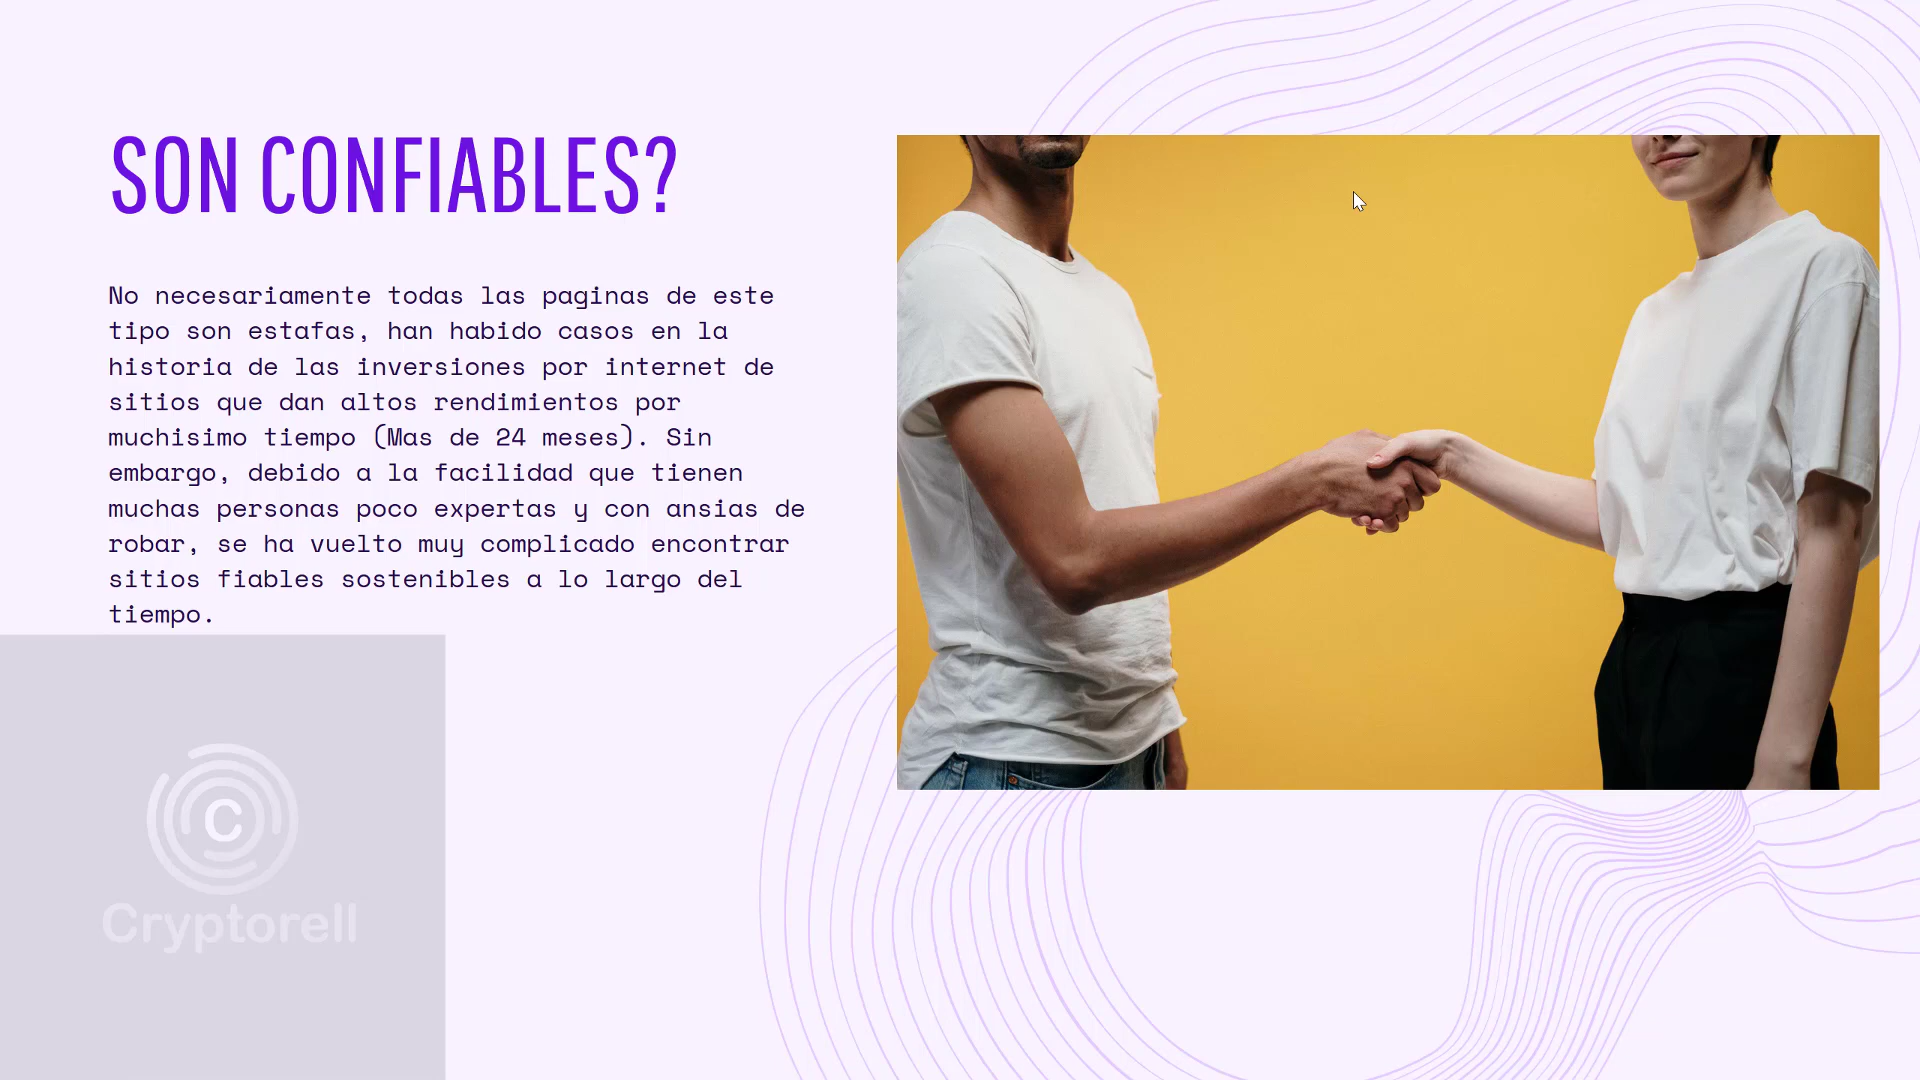 SON CONFIABLES?
No necesariamente todas las paginas de este
tipo son estafas, han habido casos en la
historia de las inversiones por internet de
sitios que dan altos rendimientos por
muchisimo tiempo (Mas de 24 meses). Sin
embargo, debido a la facilidad que tienen
muchas personas poco expertas y con ansias de
robar, se ha vuelto muy complicado encontrar
sitios fiables sostenibles a lo largo del
tiempo.
C
Cryptorell